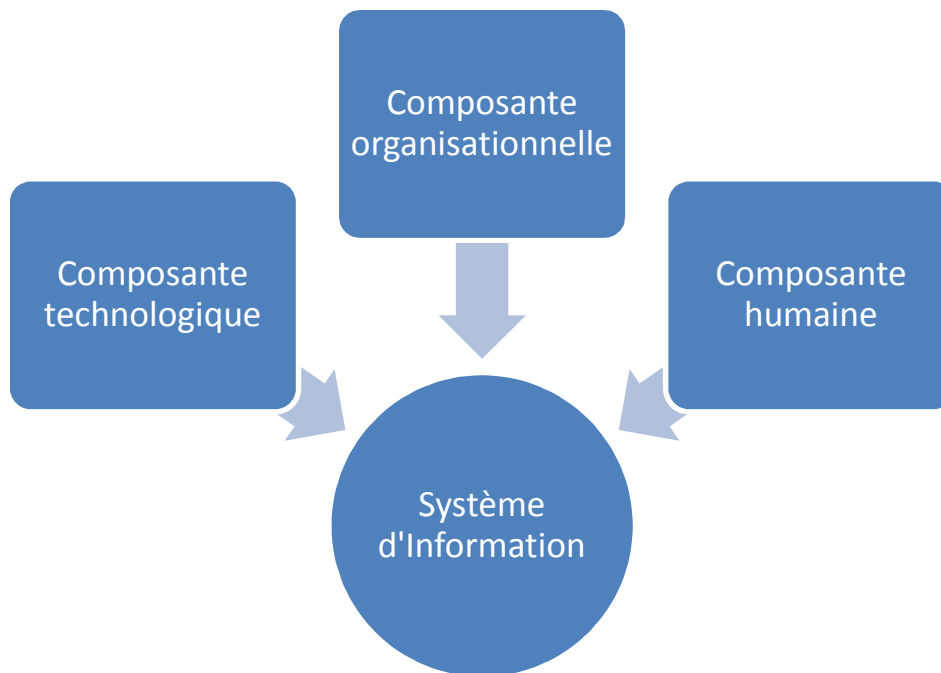 Composante
organisationnelle
Composante
technologique
Composante
humaine
Système
d'Information